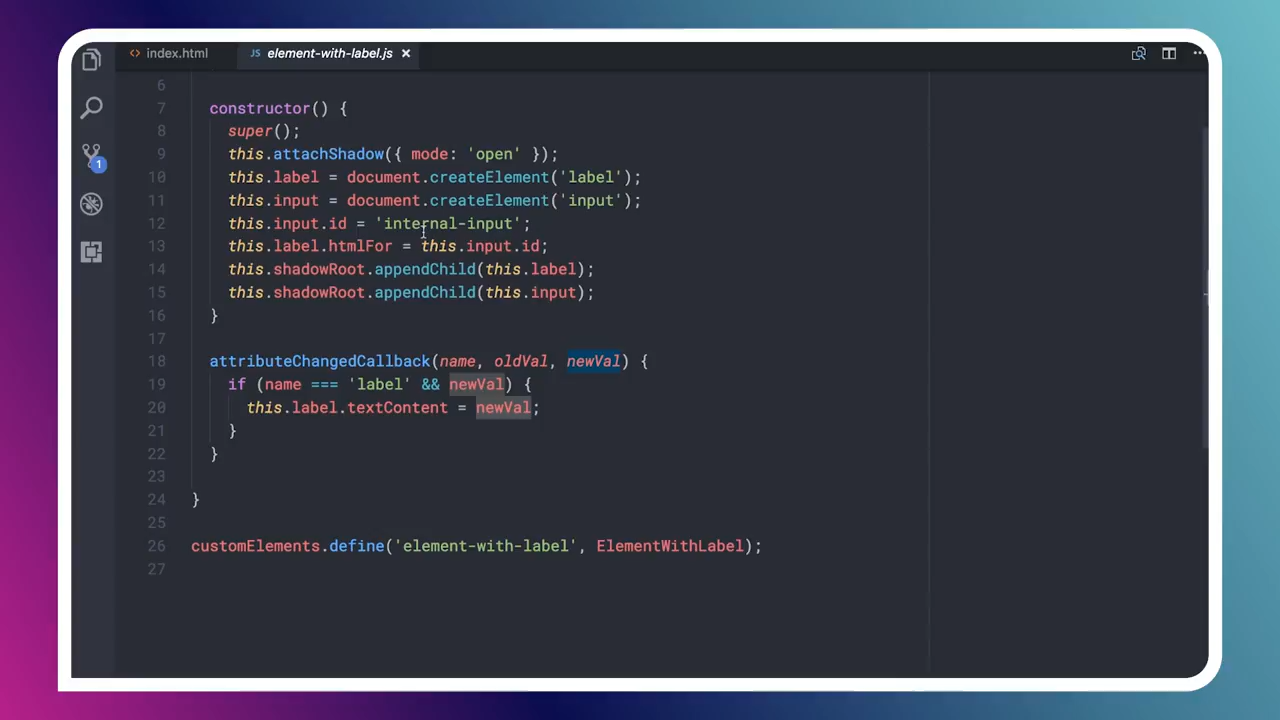 index.html
JS element-with-label.js ×
6
7 constructor() {
8 super();
9 this.attachShadow({ mode: 'open' });
10 this.label = document.createElement('label');
11 this.input = document.createElement('input');
12 this.input.id = 'internal-input';
13 this.label.htmlFor = this.input.id;
14 this.shadowRoot.appendChild(this.label);
15 this.shadowRoot.appendChild(this.input);
16 }
17
18 attributeChangedCallback(name, oldVal, newVal) {
19 if (name === 'label' && newVal) {
20 this.label.textContent = newVal;
21 }
22 }
23
24 }
25
26 customElements.define('element-with-label', ElementWithLabel);
27
1